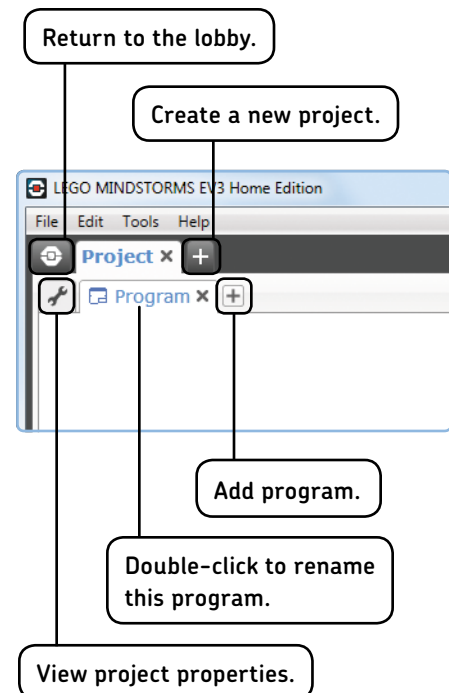 Return to the lobby.
Create a new project.
LEGO MINDSTORMS EV3 Home Edition
File Edit Tools Help
Project × +
Program × +
Add program.
Double-click to rename
this program.
View project properties.